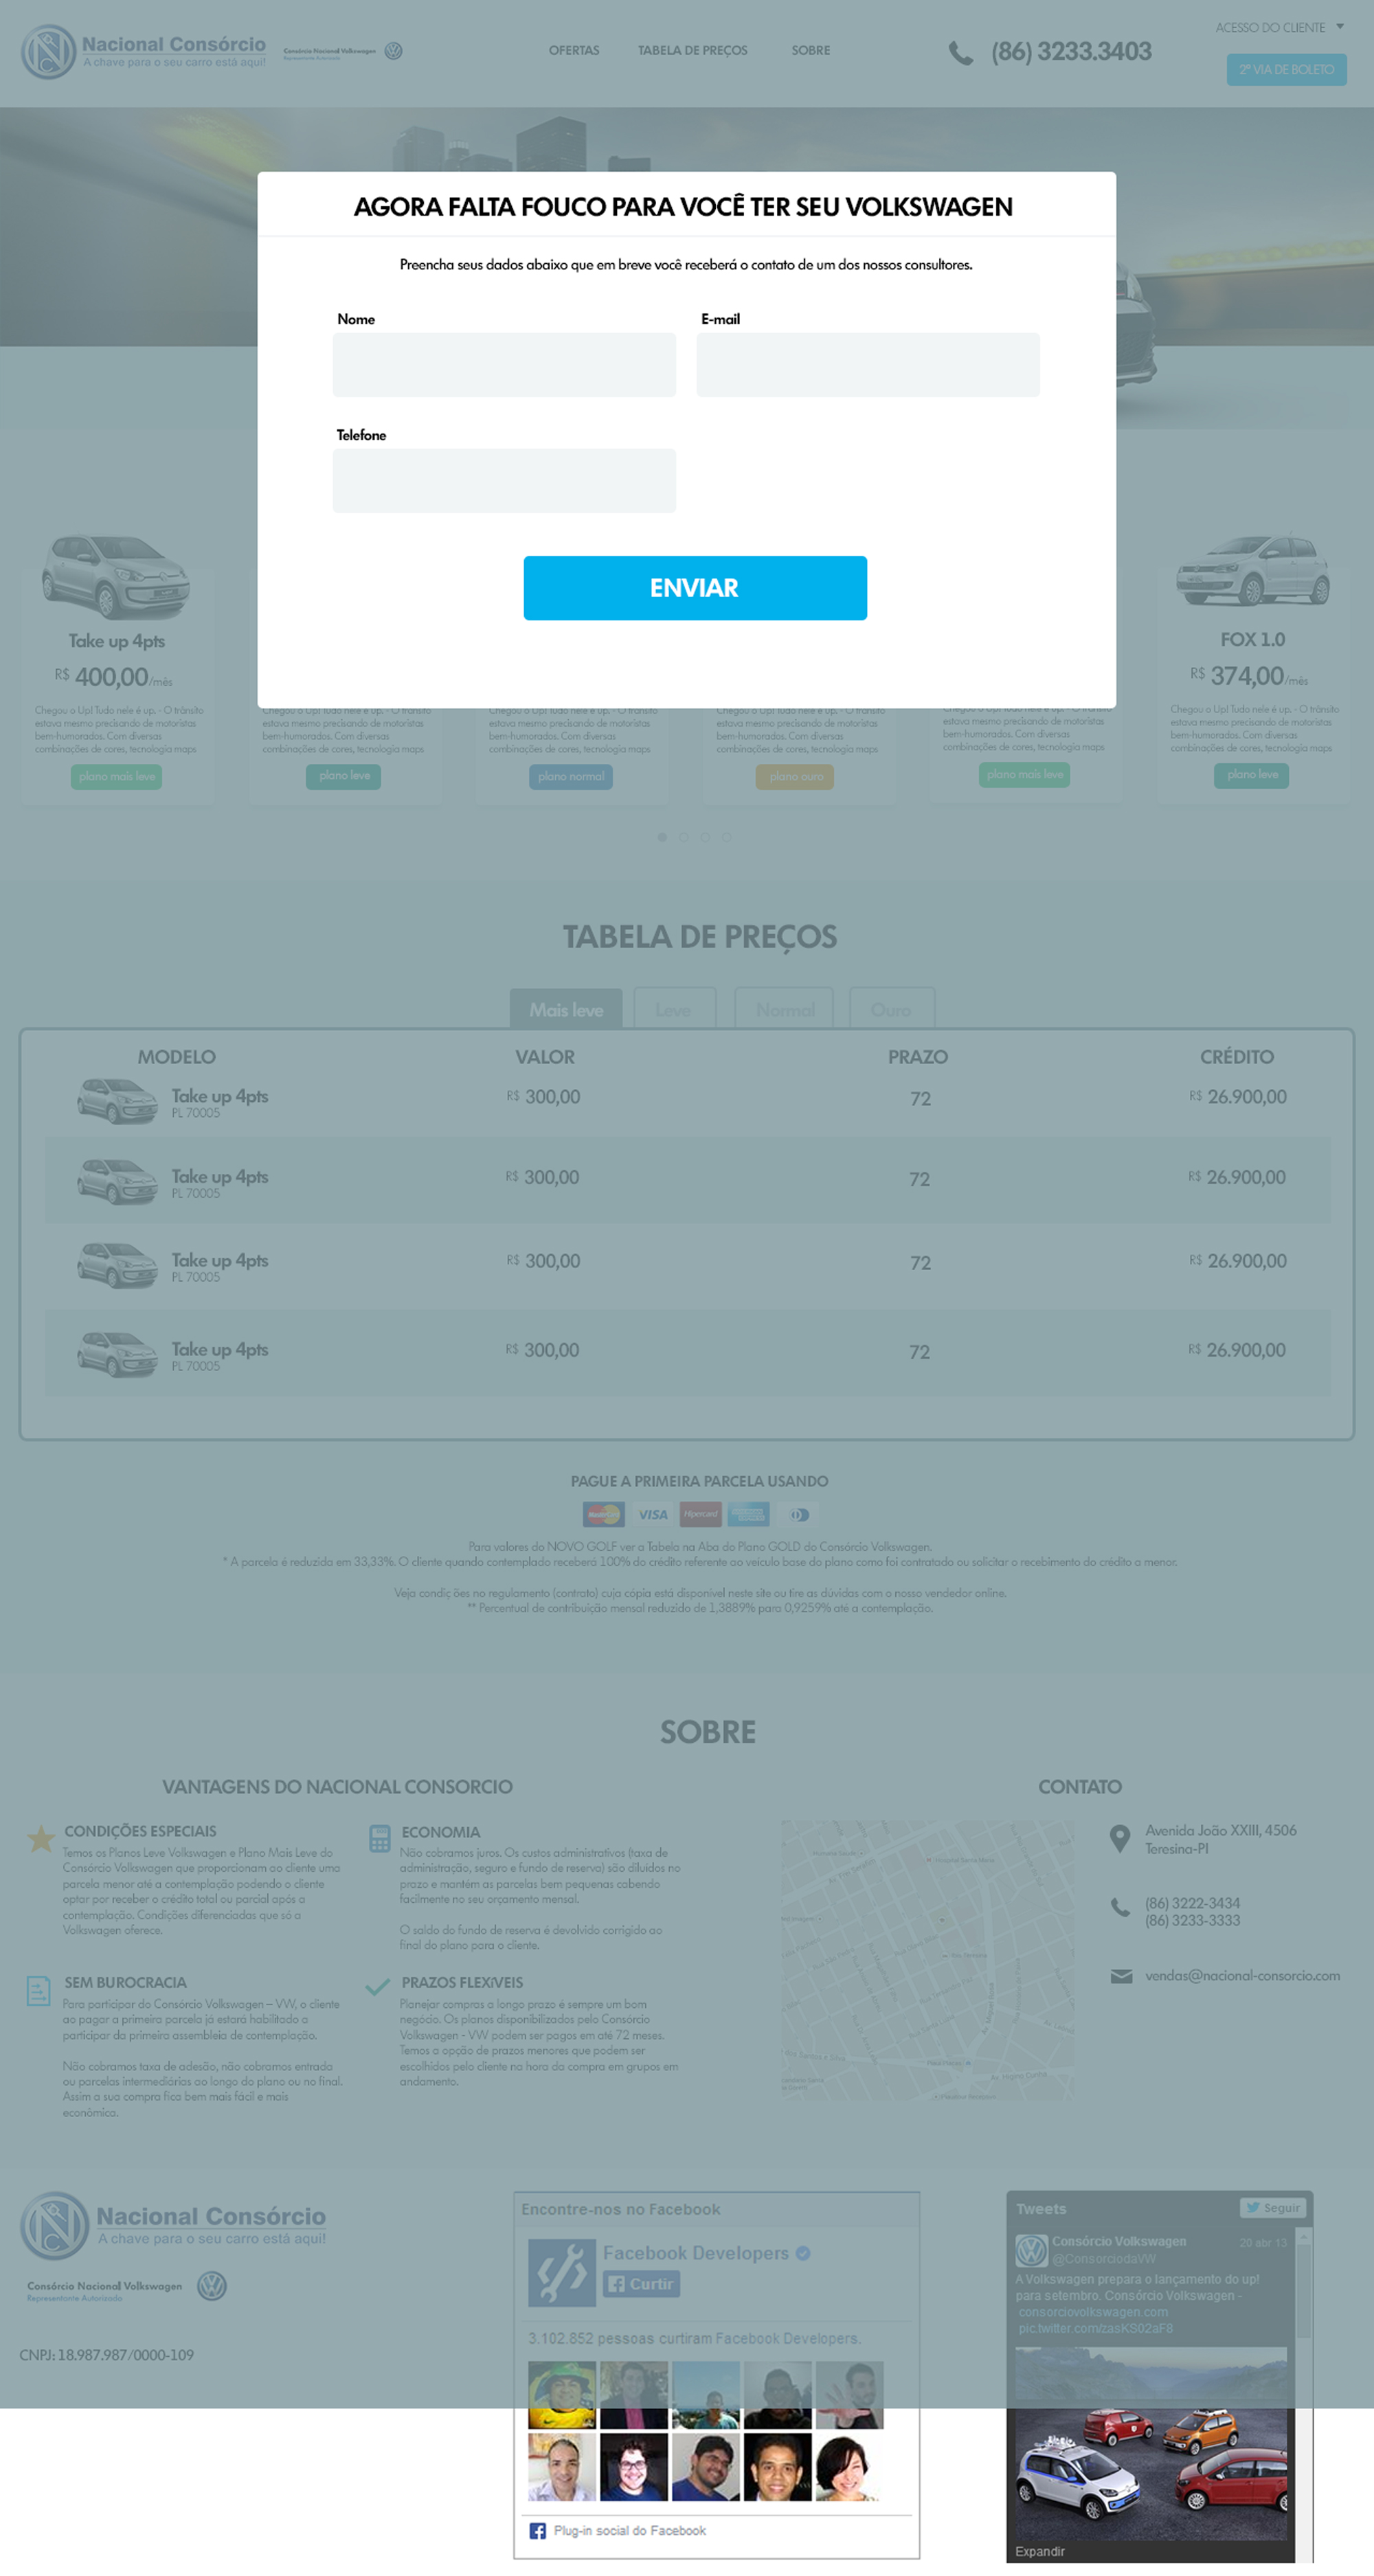 Nacional Consórcio
A chave para o seu carro está aqui!
Consórcio Nacional Volkswagen
Representante Autorizado
OFERTAS
TABELA DE PREÇOS
SOBRE
(86) 3233.3403
ACESSO DO CLIENTE
2ª VIA DE BOLETO
AGORA FALTA FOUCO PARA VOCÊ TER SEU VOLKSWAGEN
Preencha seus dados abaixo que em breve você receberá o contato de um dos nossos consultores.
Nome
E-mail
Telefone
ENVIAR
Take up 4pts
R$ 400,00/mês
Chegou o Up! Tudo nele é up. - O trânsito
estava mesmo precisando de motoristas
bem-humorados. Com diversas
combinações de cores, tecnologia maps
plano mais leve
Chegou o Up! Tudo nele é up. - O trânsito
estava mesmo precisando de motoristas
bem-humorados. Com diversas
combinações de cores, tecnologia maps
plano leve
Chegou o Up! Tudo nele é up. - O trânsito
estava mesmo precisando de motoristas
bem-humorados. Com diversas
combinações de cores, tecnologia maps
plano normal
Chegou o Up! Tudo nele é up. - O trânsito
estava mesmo precisando de motoristas
bem-humorados. Com diversas
combinações de cores, tecnologia maps
plano ouro
Chegou o Up! Tudo nele é up. - O trânsito
estava mesmo precisando de motoristas
bem-humorados. Com diversas
combinações de cores, tecnologia maps
plano mais leve
FOX 1.0
R$ 374,00/mês
Chegou o Up! Tudo nele é up. - O trânsito
estava mesmo precisando de motoristas
bem-humorados. Com diversas
combinações de cores, tecnologia maps
plano leve
TABELA DE PREÇOS
Mais leve
Leve
Normal
Ouro
MODELO VALOR PRAZO CRÉDITO
Take up 4pts R$ 300,00 72 R$ 26.900,00
PL 70005
Take up 4pts R$ 300,00 72 R$ 26.900,00
PL 70005
Take up 4pts R$ 300,00 72 R$ 26.900,00
PL 70005
Take up 4pts R$ 300,00 72 R$ 26.900,00
PL 70005
PAGUE A PRIMEIRA PARCELA USANDO
MasterCard VISA Hipercard
Para valores do NOVO GOLF ver a Tabela na Aba do Plano GOLD do Consórcio Volkswagen.
* A parcela é reduzida em 33,33%. O cliente quando contemplado receberá 100% do crédito referente ao veículo base do plano como foi contratado ou solicitar o recebimento do crédito a menor.
Veja condiç ões no regulamento (contrato) cuja cópia está disponível neste site ou tire as dúvidas com o nosso vendedor online.
** Percentual de contribuição mensal reduzido de 1,3889% para 0,9259% até a contemplação.
SOBRE
VANTAGENS DO NACIONAL CONSORCIO
CONDIÇÕES ESPECIAIS
Temos os Planos Leve Volkswagen e Plano Mais Leve do
Consórcio Volkswagen que proporcionam ao cliente uma
parcela menor até a contemplação podendo o cliente
optar por receber o crédito total ou parcial após a
contemplação. Condições diferenciadas que só a
Volkswagen oferece.
ECONOMIA
Não cobramos juros. Os custos administrativos (taxa de
administração, seguro e fundo de reserva) são diluídos no
prazo e mantém as parcelas bem pequenas cabendo
facilmente no seu orçamento mensal.
O saldo do fundo de reserva é devolvido corrigido ao
final do plano para o cliente.
SEM BUROCRACIA
Para participar do Consórcio Volkswagen – VW, o cliente
ao pagar a primeira parcela já estará habilitado a
participar da primeira assembleia de contemplação.
Não cobramos taxa de adesão, não cobramos entrada
ou parcelas intermediárias ao longo do plano ou no final.
Assim a sua compra fica bem mais fácil e mais
econômica.
PRAZOS FLEXíVEIS
Planejar compras a longo prazo é sempre um bom
negócio. Os planos disponibilizados pelo Consórcio
Volkswagen - VW podem ser pagos em até 72 meses.
Temos a opção de prazos menores que podem ser
escolhidos pelo cliente na hora da compra em grupos em
andamento.
CONTATO
Avenida João XXIII, 4506
Teresina-PI
(86) 3222-3434
(86) 3233-3333
vendas@nacional-consorcio.com
Nacional Consórcio
A chave para o seu carro está aqui!
Consórcio Nacional Volkswagen
Representante Autorizado
CNPJ: 18.987.987/0000-109
Encontre-nos no Facebook
Facebook Developers
Curtir
3.102.852 pessoas curtiram Facebook Developers.
Plug-in social do Facebook
Tweets
Seguir
Consórcio Volkswagen 20 abr 13
@ConsorciodaVW
A Volkswagen prepara o lançamento do up!
para setembro. Consórcio Volkswagen -
consorciovolkswagen.com
pic.twitter.com/zasKS02aF8
Expandir